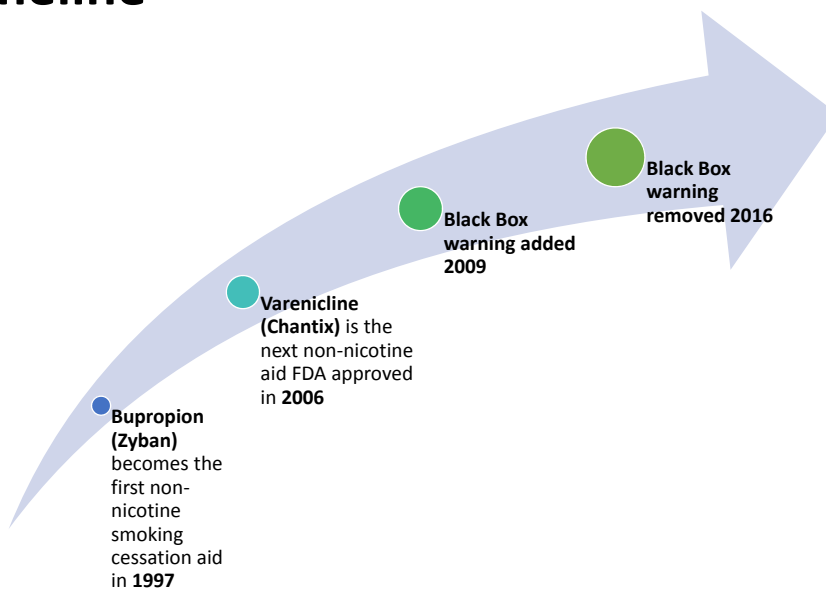 Bupropion
(Zyban)
becomes the
first non-
nicotine
smoking
cessation aid
in 1997
Varenicline
(Chantix) is the
next non-nicotine
aid FDA approved
in 2006
Black Box
warning added
2009
Black Box
warning
removed 2016